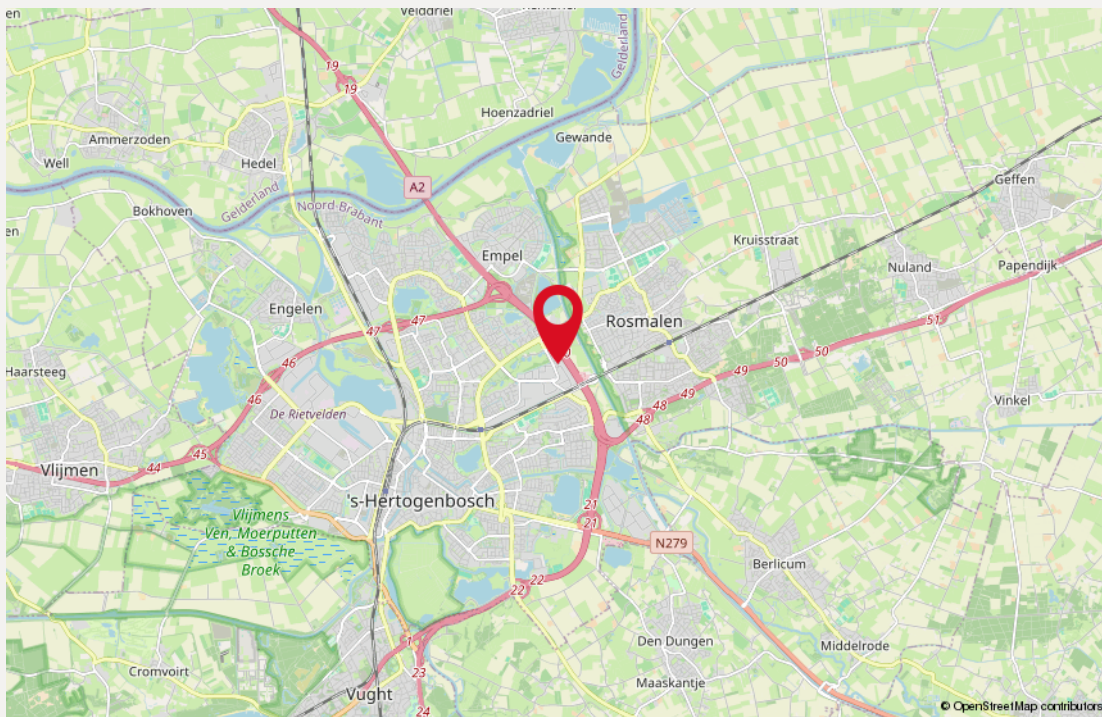 Velddriel
19
19
Gelderland
Hoenzadriel
Gewande
Ammerzoden
Well
Hedel
A2
Geffen
Gelderland
Noord-Brabant
Bokhoven
Kruisstraat
Empel
Nuland
Papendijk
Engelen
47
47
Rosmalen
51
46
50
50
Haarsteeg
46
49
49
Vinkel
De Rietvelden
48
48
45
44
Vlijmen
's-Hertogenbosch
21
21
Vlijmens
Ven, Moerputten
& Bossche
Broek
N279
Berlicum
22
22
1
Den Dungen
Middelrode
Cromvoirt
23
Maaskantje
Vught
24
© OpenStreetMap contributors